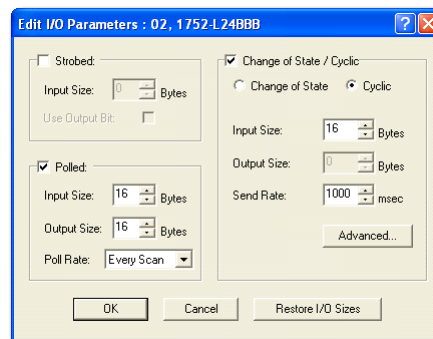 Edit I/O Parameters : 02, 1752-L24BBB
Strobed:
Input Size: 0 Bytes
Use Output Bit:
Polled:
Input Size: 16 Bytes
Output Size: 16 Bytes
Poll Rate: Every Scan
Change of State / Cyclic
Change of State Cyclic
Input Size: 16 Bytes
Output Size: 0 Bytes
Send Rate: 1000 msec
Advanced...
OK Cancel Restore I/O Sizes